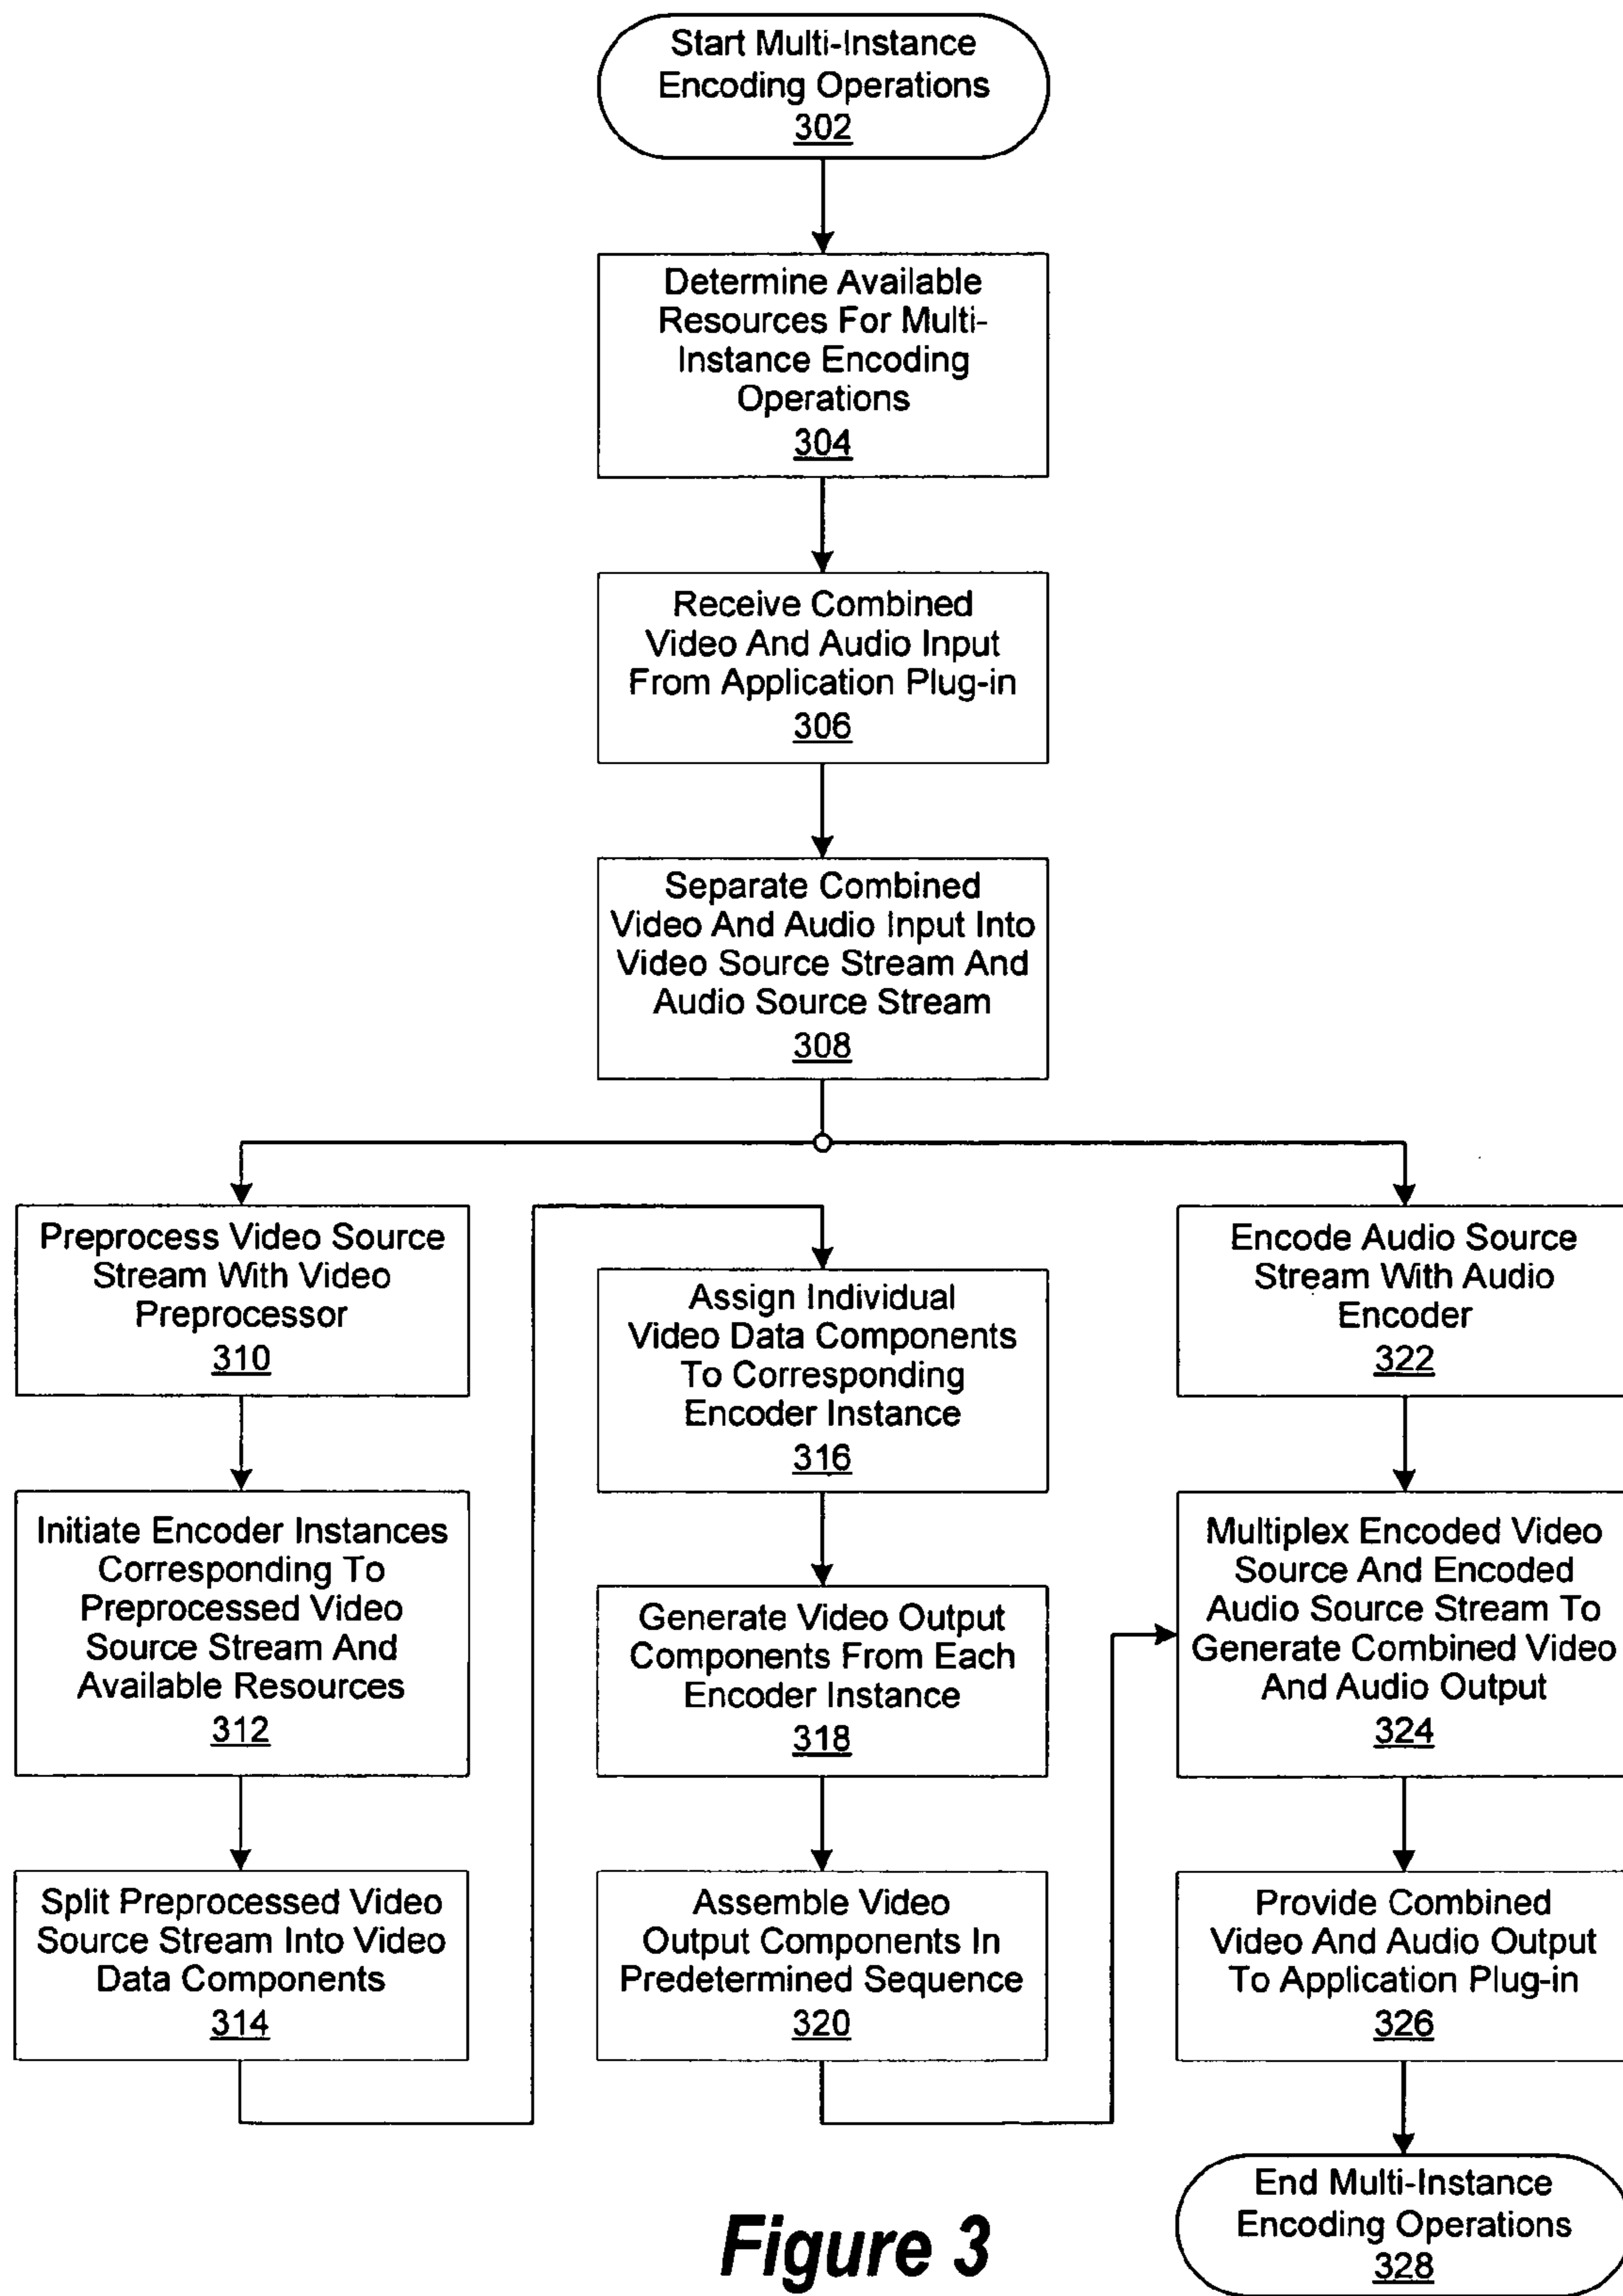 Start Multi-Instance
Encoding Operations
302
Determine Available
Resources For Multi-
Instance Encoding
Operations
304
Receive Combined
Video And Audio Input
From Application Plug-in
306
Separate Combined
Video And Audio Input Into
Video Source Stream And
Audio Source Stream
308
Preprocess Video Source
Stream With Video
Preprocessor
310
Initiate Encoder Instances
Corresponding To
Preprocessed Video
Source Stream And
Available Resources
312
Split Preprocessed Video
Source Stream Into Video
Data Components
314
Assign Individual
Video Data Components
To Corresponding
Encoder Instance
316
Generate Video Output
Components From Each
Encoder Instance
318
Assemble Video
Output Components In
Predetermined Sequence
320
Encode Audio Source
Stream With Audio
Encoder
322
Multiplex Encoded Video
Source And Encoded
Audio Source Stream To
Generate Combined Video
And Audio Output
324
Provide Combined
Video And Audio Output
To Application Plug-in
326
End Multi-Instance
Encoding Operations
328
Figure 3